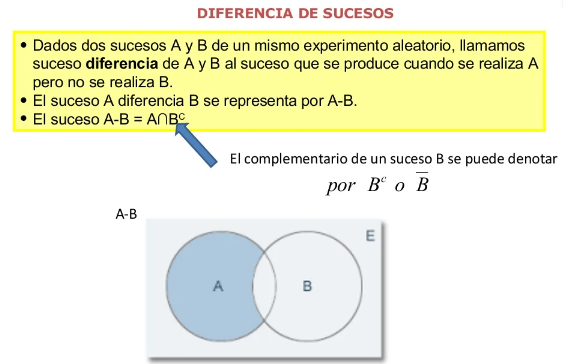 DIFERENCIA DE SUCESOS
• Dados dos sucesos A y B de un mismo experimento aleatorio, llamamos
suceso diferencia de A y B al suceso que se produce cuando se realiza A
pero no se realiza B.
• El suceso A diferencia B se representa por A-B.
• El suceso A-B = A∩Bᶜ
El complementario de un suceso B se puede denotar
por Bᶜ o B̅
A-B
E
A B